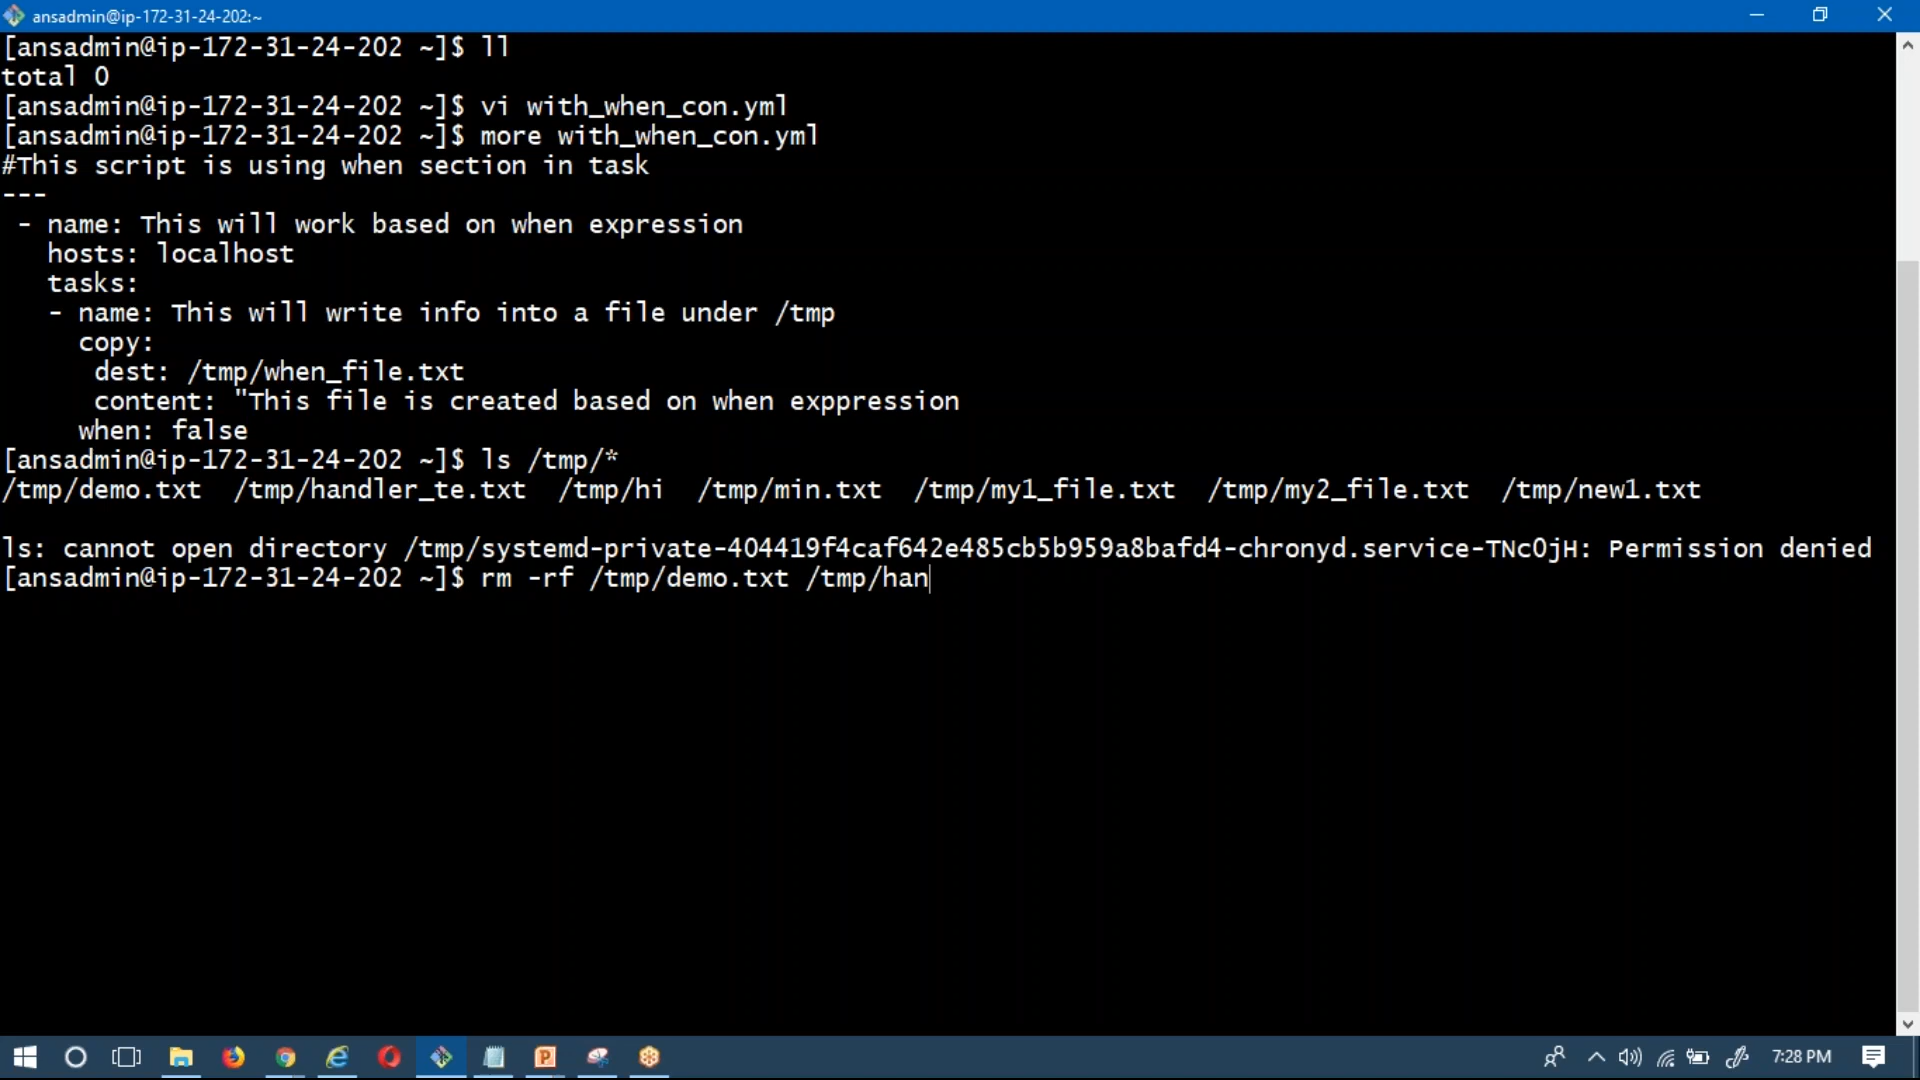 ansadmin@ip-172-31-24-202:~
[ansadmin@ip-172-31-24-202 ~]$ ll
total 0
[ansadmin@ip-172-31-24-202 ~]$ vi with_when_con.yml
[ansadmin@ip-172-31-24-202 ~]$ more with_when_con.yml
#This script is using when section in task
---
 - name: This will work based on when expression
   hosts: localhost
   tasks:
   - name: This will write info into a file under /tmp
     copy:
      dest: /tmp/when_file.txt
      content: "This file is created based on when exppression
     when: false
[ansadmin@ip-172-31-24-202 ~]$ ls /tmp/*
/tmp/demo.txt  /tmp/handler_te.txt  /tmp/hi  /tmp/min.txt  /tmp/my1_file.txt  /tmp/my2_file.txt  /tmp/new1.txt
ls: cannot open directory /tmp/systemd-private-404419f4caf642e485cb5b959a8bafd4-chronyd.service-TNc0jH: Permission denied
[ansadmin@ip-172-31-24-202 ~]$ rm -rf /tmp/demo.txt /tmp/han
7:28 PM